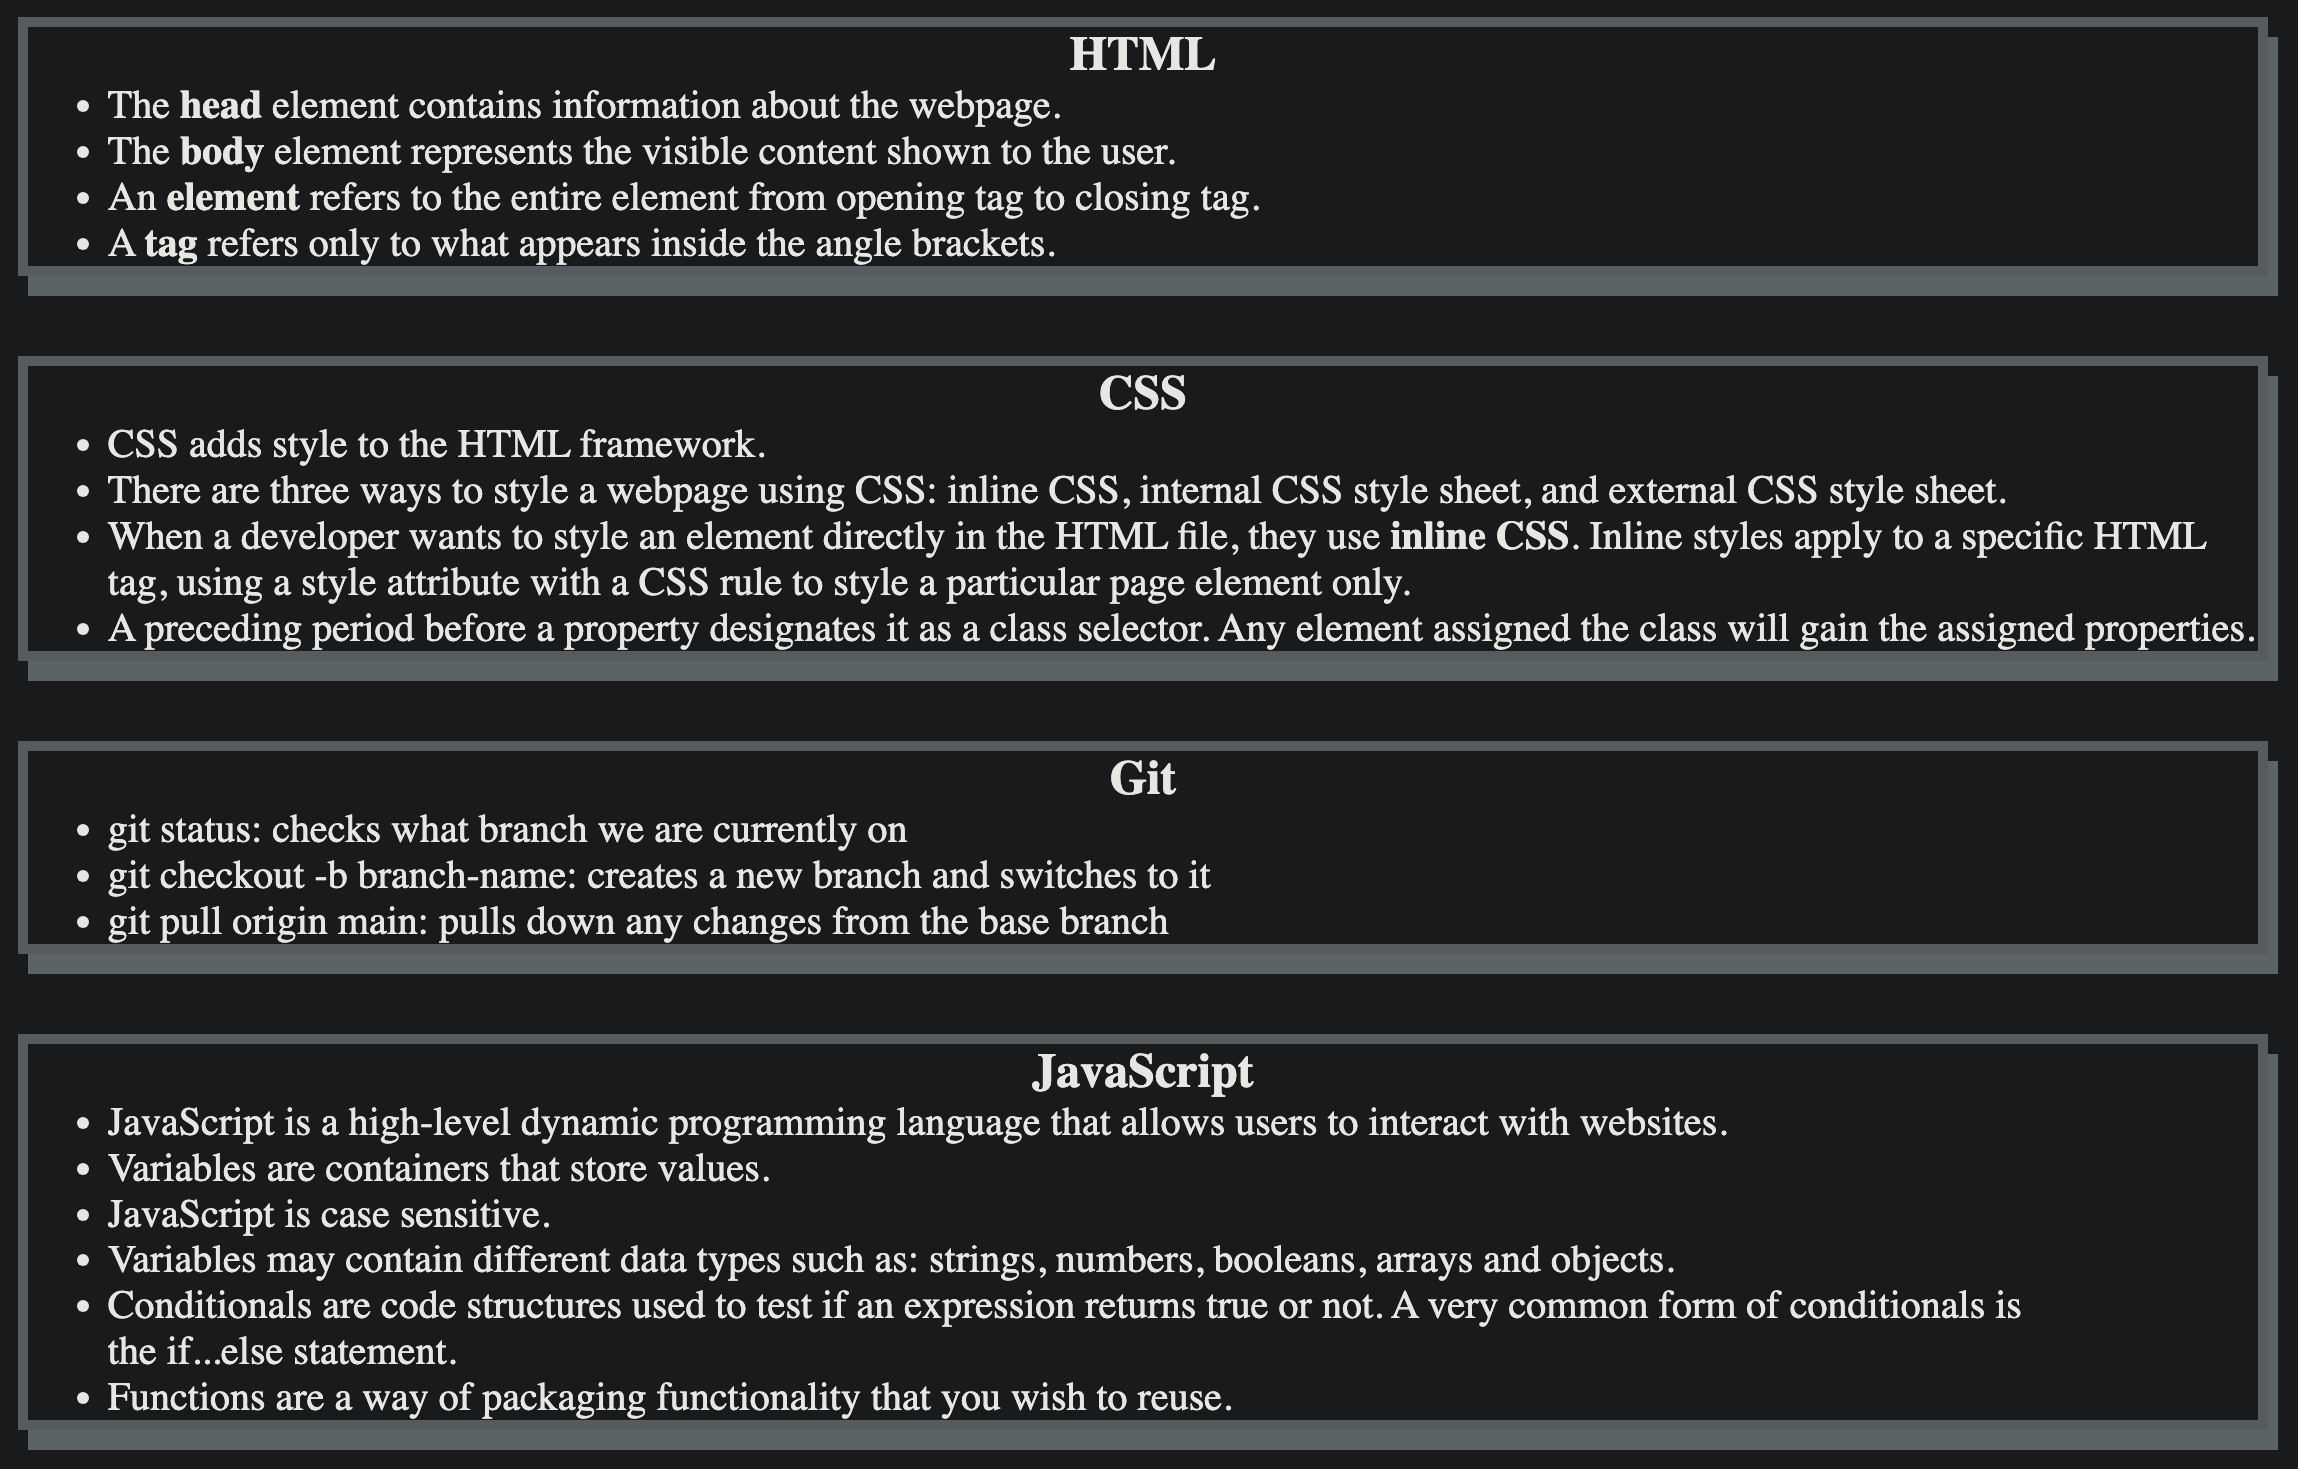 HTML
• The head element contains information about the webpage.
• The body element represents the visible content shown to the user.
• An element refers to the entire element from opening tag to closing tag.
• A tag refers only to what appears inside the angle brackets.
CSS
• CSS adds style to the HTML framework.
• There are three ways to style a webpage using CSS: inline CSS, internal CSS style sheet, and external CSS style sheet.
• When a developer wants to style an element directly in the HTML file, they use inline CSS. Inline styles apply to a specific HTML
tag, using a style attribute with a CSS rule to style a particular page element only.
• A preceding period before a property designates it as a class selector. Any element assigned the class will gain the assigned properties.
Git
• git status: checks what branch we are currently on
• git checkout -b branch-name: creates a new branch and switches to it
• git pull origin main: pulls down any changes from the base branch
JavaScript
• JavaScript is a high-level dynamic programming language that allows users to interact with websites.
• Variables are containers that store values.
• JavaScript is case sensitive.
• Variables may contain different data types such as: strings, numbers, booleans, arrays and objects.
• Conditionals are code structures used to test if an expression returns true or not. A very common form of conditionals is
the if...else statement.
• Functions are a way of packaging functionality that you wish to reuse.